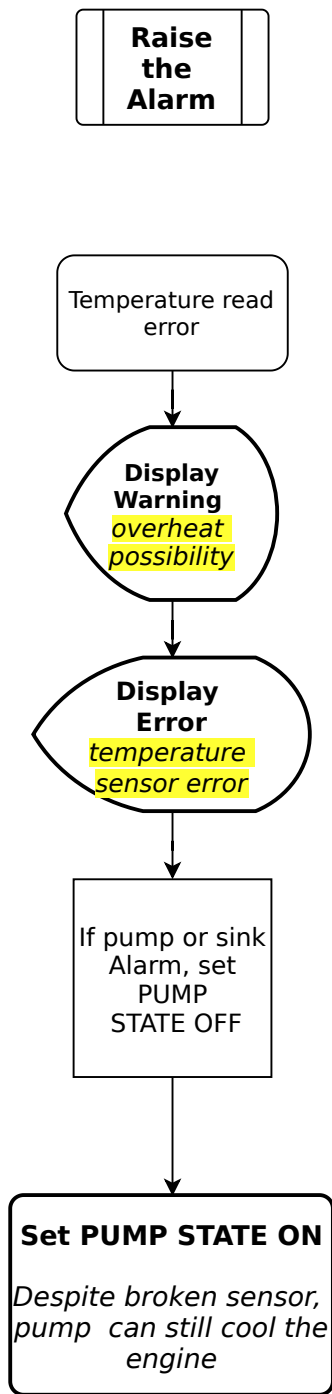 Raise
the
Alarm
Temperature read
error
Display
Warning
overheat
possibility
Display
Error
temperature
sensor error
If pump or sink
Alarm, set
PUMP
STATE OFF
Set PUMP STATE ON
Despite broken sensor,
pump can still cool the
engine